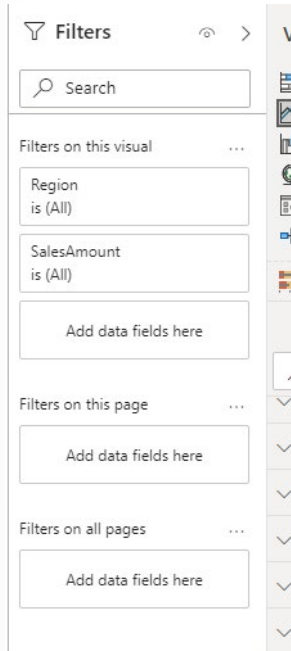 Filters
Search
Filters on this visual
Region
is (All)
SalesAmount
is (All)
Add data fields here
Filters on this page
Add data fields here
Filters on all pages
Add data fields here